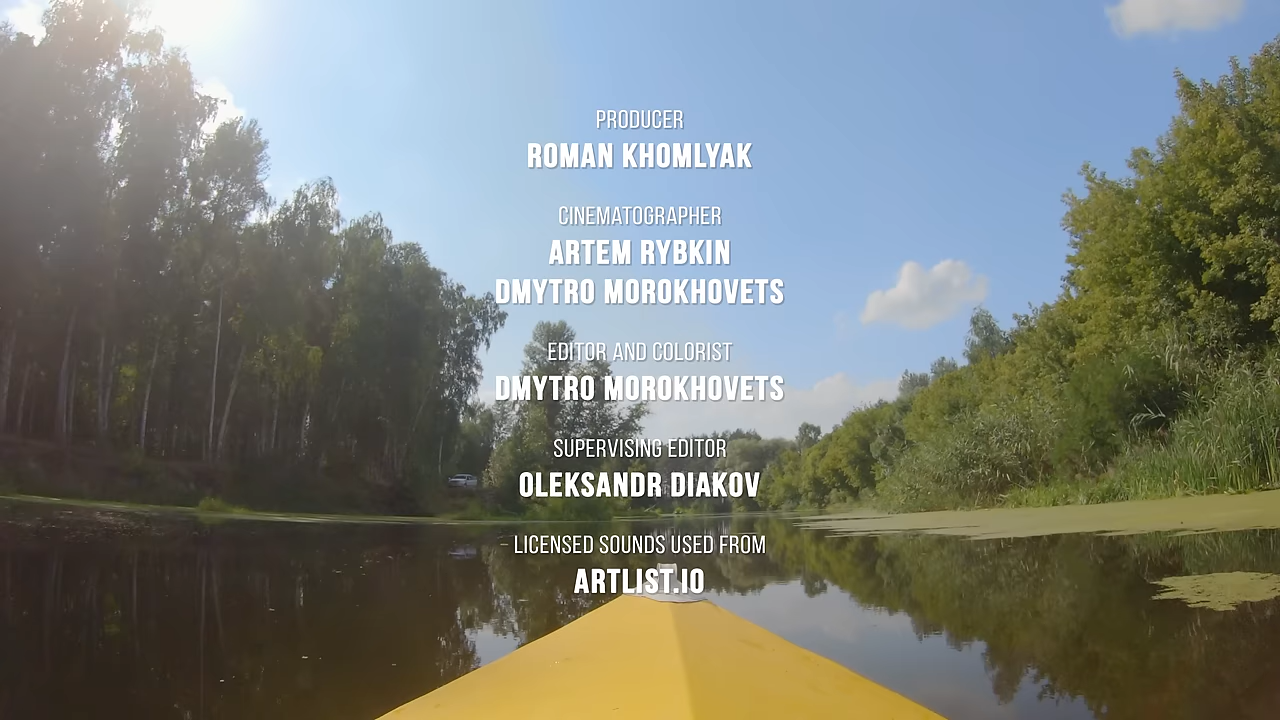 PRODUCER
ROMAN KHOMLYAK
CINEMATOGRAPHER
ARTEM RYBKIN
DMYTRO MOROKHOVETS
EDITOR AND COLORIST
DMYTRO MOROKHOVETS
SUPERVISING EDITOR
OLEKSANDR DIAKOV
LICENSED SOUNDS USED FROM
ARTLIST.IO